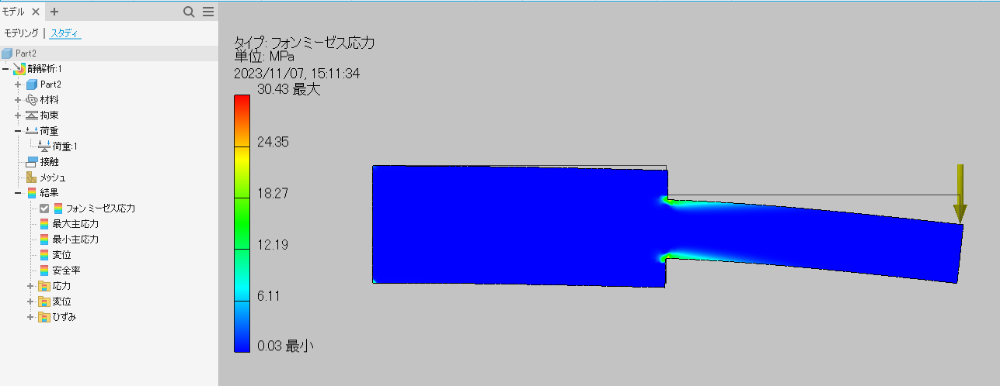 モデル
モデリング | スタディ
Part2
静解析:1
Part2
材料
拘束
荷重
荷重:1
接触
メッシュ
結果
フォン ミーゼス応力
最大主応力
最小主応力
変位
安全率
応力
変位
ひずみ
タイプ: フォン ミーゼス応力
単位: MPa
2023/11/07, 15:11:34
30.43 最大
24.35
18.27
12.19
6.11
0.03 最小